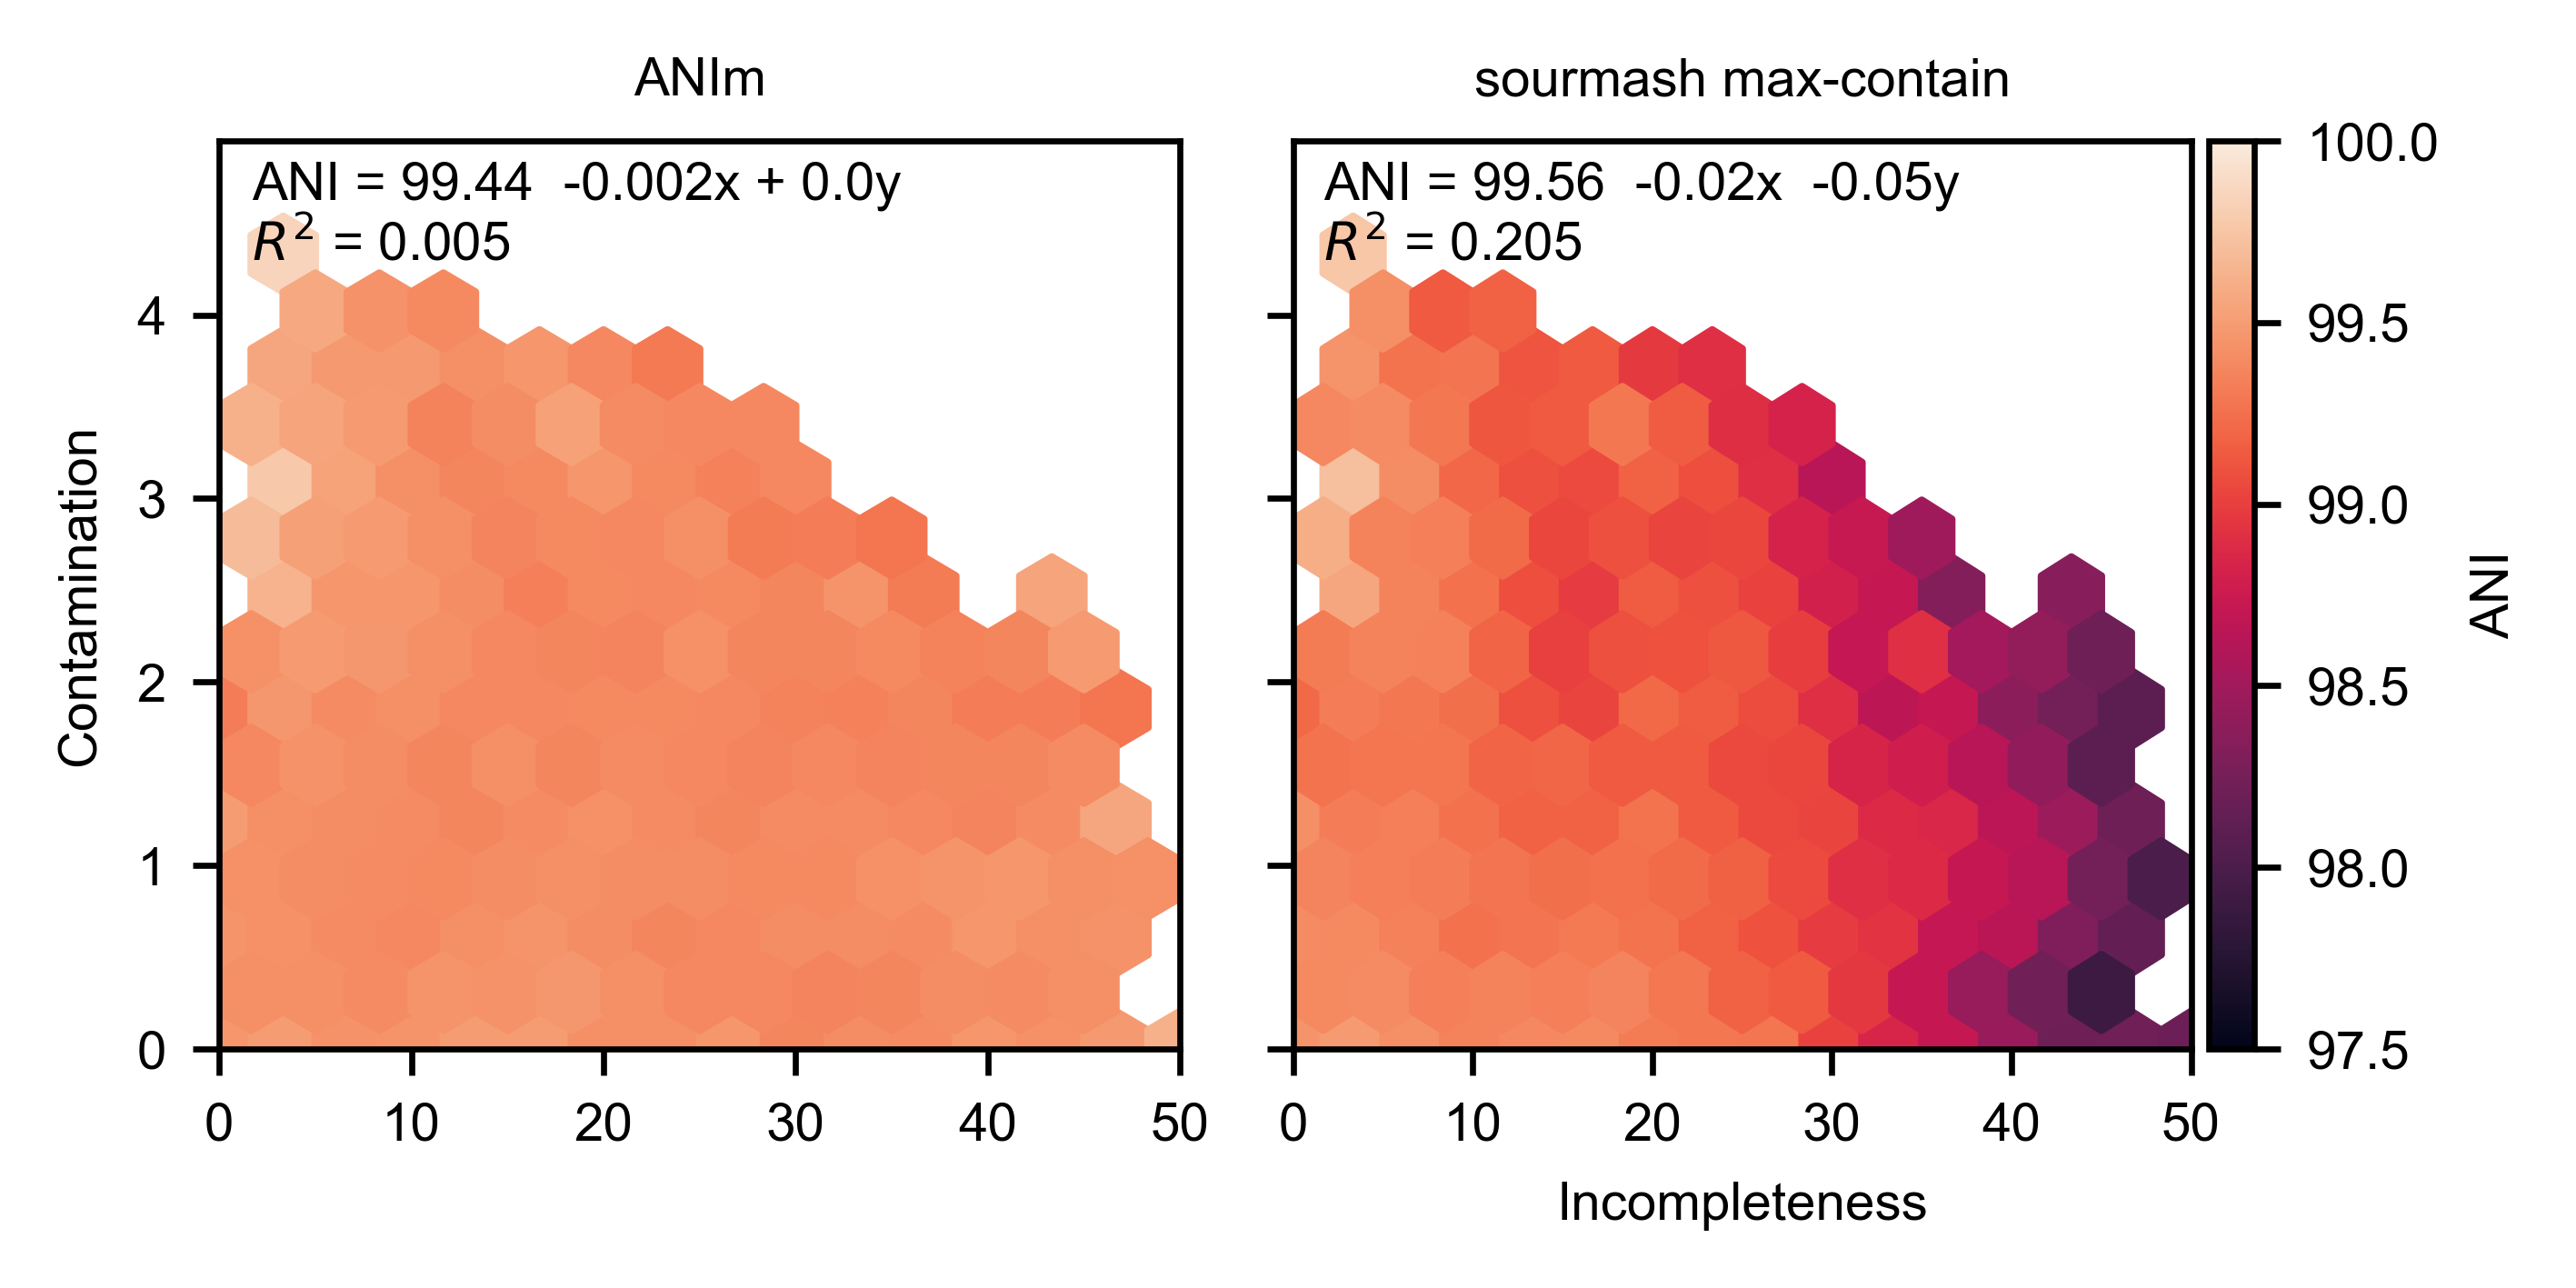 ANIm
sourmash max-contain
ANI = 99.44 -0.002x + 0.0y
R² = 0.005
ANI = 99.56 -0.02x -0.05y
R² = 0.205
Contamination
4
3
2
1
0
0 10 20 30 40 50
0 10 20 30 40 50
Incompleteness
100.0
99.5
99.0
98.5
98.0
97.5
ANI